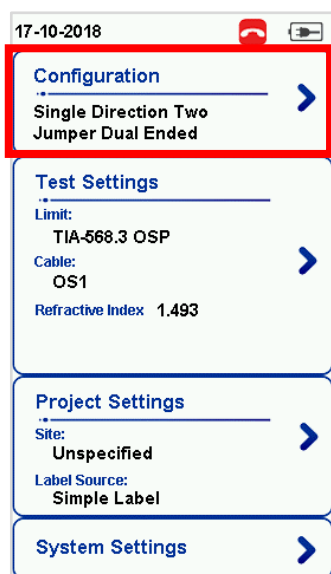 17-10-2018
Configuration
Single Direction Two
Jumper Dual Ended
Test Settings
Limit:
TIA-568.3 OSP
Cable:
OS1
Refractive Index 1.493
Project Settings
Site:
Unspecified
Label Source:
Simple Label
System Settings